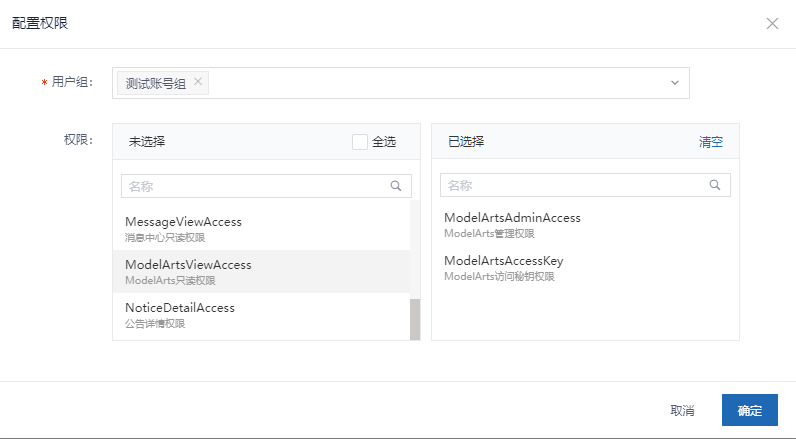 配置权限
* 用户组：
测试账号组
权限：
未选择
全选
名称
MessageViewAccess
消息中心只读权限
ModelArtsViewAccess
ModelArts只读权限
NoticeDetailAccess
公告详情权限
已选择
清空
名称
ModelArtsAdminAccess
ModelArts管理权限
ModelArtsAccessKey
ModelArts访问秘钥权限
取消
确定